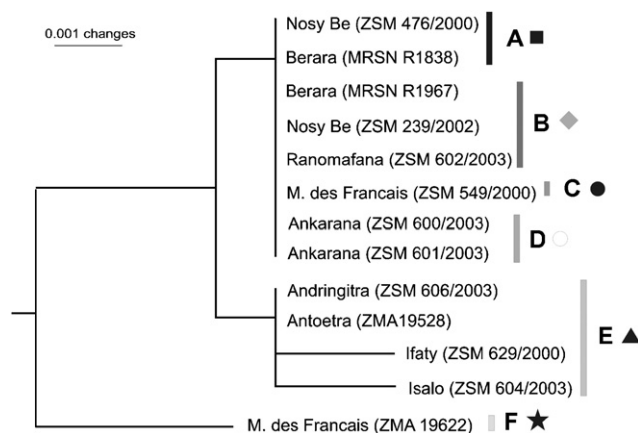 0.001 changes
Nosy Be (ZSM 476/2000)
Berara (MRSN R1838)
A
Berara (MRSN R1967)
Nosy Be (ZSM 239/2002)
Ranomafana (ZSM 602/2003)
B
M. des Francais (ZSM 549/2000)
C
Ankarana (ZSM 600/2003)
Ankarana (ZSM 601/2003)
D
Andringitra (ZSM 606/2003)
Antoetra (ZMA19528)
Ifaty (ZSM 629/2000)
Isalo (ZSM 604/2003)
E
M. des Francais (ZMA 19622)
F